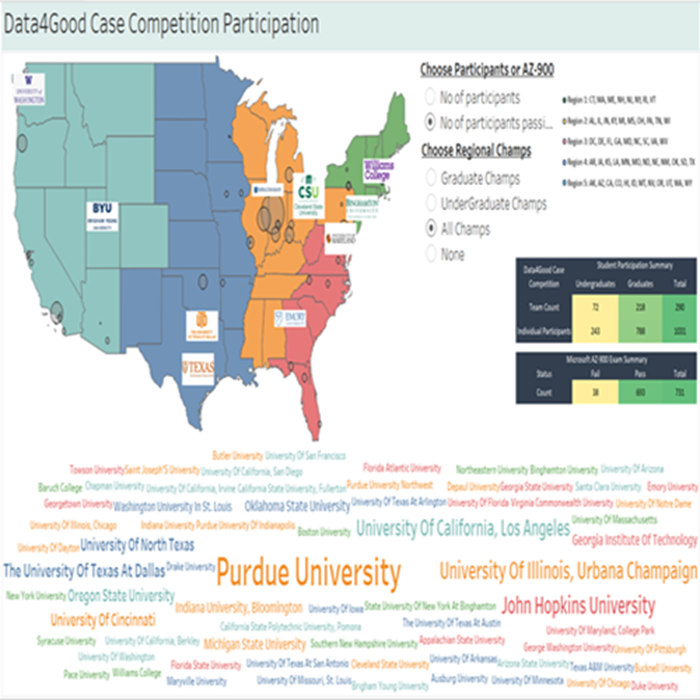 Data4Good Case Competition Participation
Choose Participants or AZ-900
No of participants
No of participants passi...
Choose Regional Champs
Graduate Champs
UnderGraduate Champs
All Champs
None
Region 1: CT, MA, ME, NH, NJ, NY, RI, VT
Region 2: AL, IL, IN, KY, MI, MS, OH, PA, TN, WI
Region 3: DC, DE, FL, GA, MD, NC, SC, VA, WV
Region 4: AR, IA, KS, LA, MN, MO, ND, NE, NM, OK, SD, TX
Region 5: AK, AZ, CA, CO, HI, ID, MT, NV, OR, UT, WA, WY
W
UNIVERSITY of
WASHINGTON
BYU
BRIGHAM YOUNG
UNIVERSITY
CSU
Cleveland State
University
Williams
College
BINGHAMTON
UNIVERSITY
MARYLAND
EMORY
UNIVERSITY
TEXAS
Data4Good Case
Competition
Student Participation Summary
Undergraduates Graduates Total
Team Count 72 218 290
Individual Participants 243 788 1031
Microsoft AZ-900 Exam Summary
Status Fail Pass Total
Count 38 693 731
Butler University University Of San Francisco
Towson University Saint Joseph'S University University Of California, San Diego Florida Atlantic University Northeastern University Binghamton University University Of Arizona
Baruch College Chapman University University Of California, Irvine California State University, Fullerton Purdue University Northwest Depaul University Georgia State University Santa Clara University Emory University
Georgetown University Washington University In St. Louis Oklahoma State University University Of Texas At Arlington University Of Florida Virginia Commonwealth University University Of Notre Dame
University Of Illinois, Chicago Indiana University Purdue University Of Indianapolis Boston University University Of California, Los Angeles University Of Massachusetts
University Of Dayton University Of North Texas Georgia Institute Of Technology
The University Of Texas At Dallas Drake University Purdue University University Of Illinois, Urbana Champaign
New York University Oregon State University Indiana University, Bloomington University Of Iowa State University Of New York At Binghamton John Hopkins University
University Of Cincinnati California State Polytechnic University, Pomona The University Of Texas At Austin University Of Maryland, College Park
Syracuse University University Of California, Berkley Michigan State University Southern New Hampshire University Appalachian State University George Washington University University Of Pittsburgh
University Of Washington Florida State University University Of Texas At San Antonio Cleveland State University University Of Arkansas Arizona State University Texas A&M University Bucknell University
Pace University Williams College Maryville University University Of Missouri, St. Louis Brigham Young University Ausburg University University Of Minnesota University Of Chicago Duke University